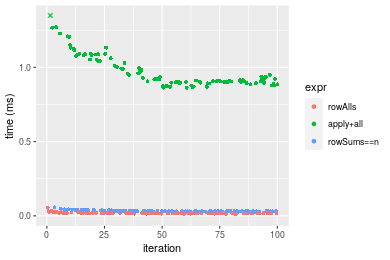 time (ms)
1.0
0.5
0.0
0
25
50
75
100
iteration
expr
rowAlls
apply+all
rowSums==n